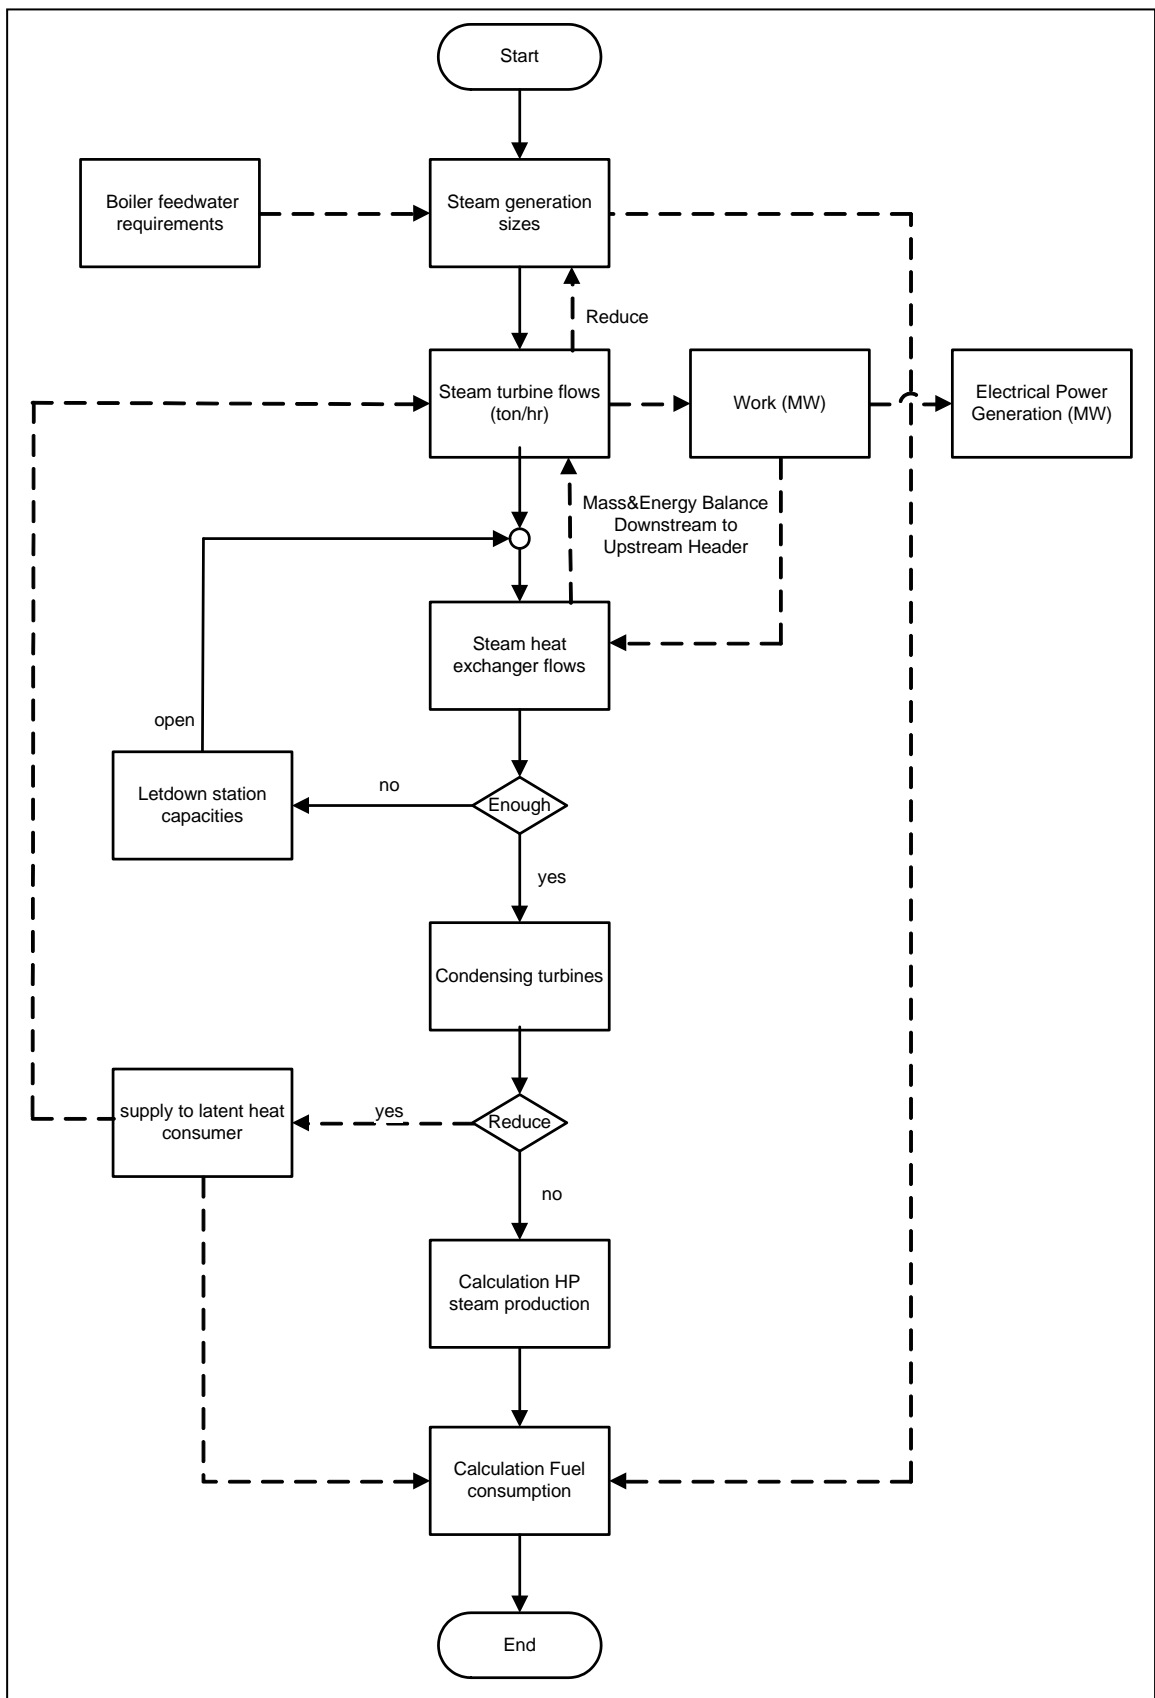 Start
Boiler feedwater
requirements
Steam generation
sizes
Reduce
Steam turbine flows
(ton/hr)
Work (MW)
Electrical Power
Generation (MW)
Mass&Energy Balance
Downstream to
Upstream Header
Steam heat
exchanger flows
open
Letdown station
capacities
no
Enough
yes
Condensing turbines
supply to latent heat
consumer
yes
Reduce
no
Calculation HP
steam production
Calculation Fuel
consumption
End